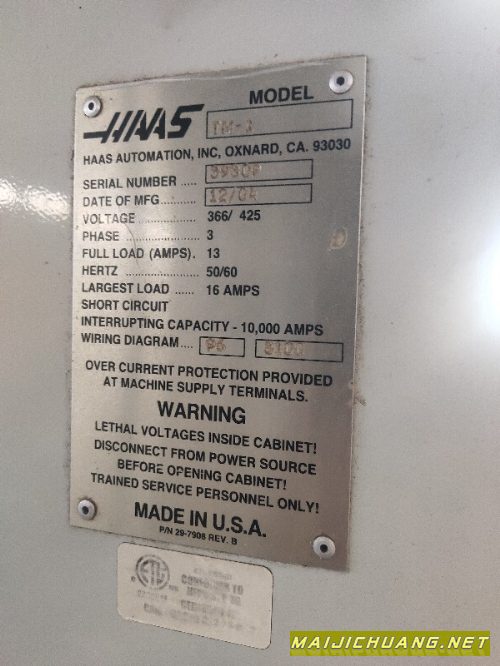 HAAS
MODEL
TM-1
HAAS AUTOMATION, INC, OXNARD, CA. 93030
SERIAL NUMBER .....
DATE OF MFG ..... 12/04
VOLTAGE ................ 366/ 425
PHASE .................... 3
FULL LOAD (AMPS). 13
HERTZ .................... 50/60
LARGEST LOAD ..... 16 AMPS
SHORT CIRCUIT
INTERRUPTING CAPACITY - 10,000 AMPS
WIRING DIAGRAM.... 96
OVER CURRENT PROTECTION PROVIDED
AT MACHINE SUPPLY TERMINALS.
WARNING
LETHAL VOLTAGES INSIDE CABINET!
DISCONNECT FROM POWER SOURCE
BEFORE OPENING CABINET!
TRAINED SERVICE PERSONNEL ONLY!
MADE IN U.S.A.
P/N 29-7906 REV. B
MAIJICHUANG.NET